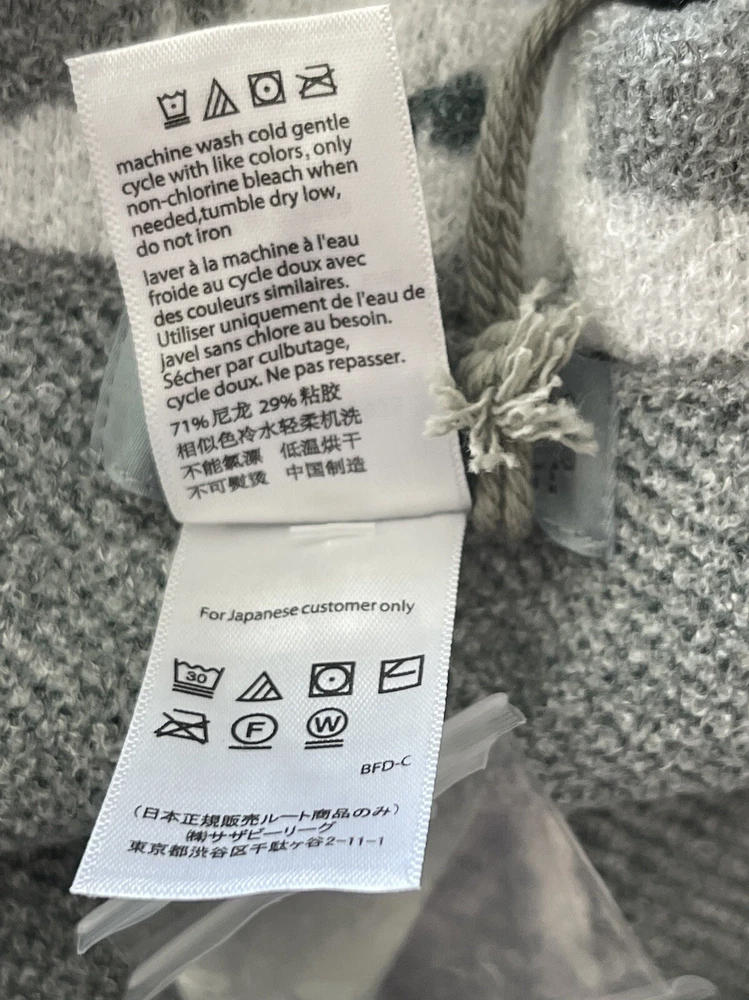 machine wash cold gentle
cycle with like colors, only
non-chlorine bleach when
needed,tumble dry low,
do not iron
laver à la machine à l'eau
froide au cycle doux avec
des couleurs similaires.
Utiliser uniquement de l'eau de
javel sans chlore au besoin.
Sécher par culbutage,
cycle doux. Ne pas repasser.
71%尼龙 29%粘胶
相似色冷水轻柔机洗
不能氯漂 低温烘干
不可熨烫 中国制造
For Japanese customer only
30
F W
BFD-C
(日本正規販売ルート商品のみ)
㈱サザビーリーグ
東京都渋谷区千駄ヶ谷2-11-1